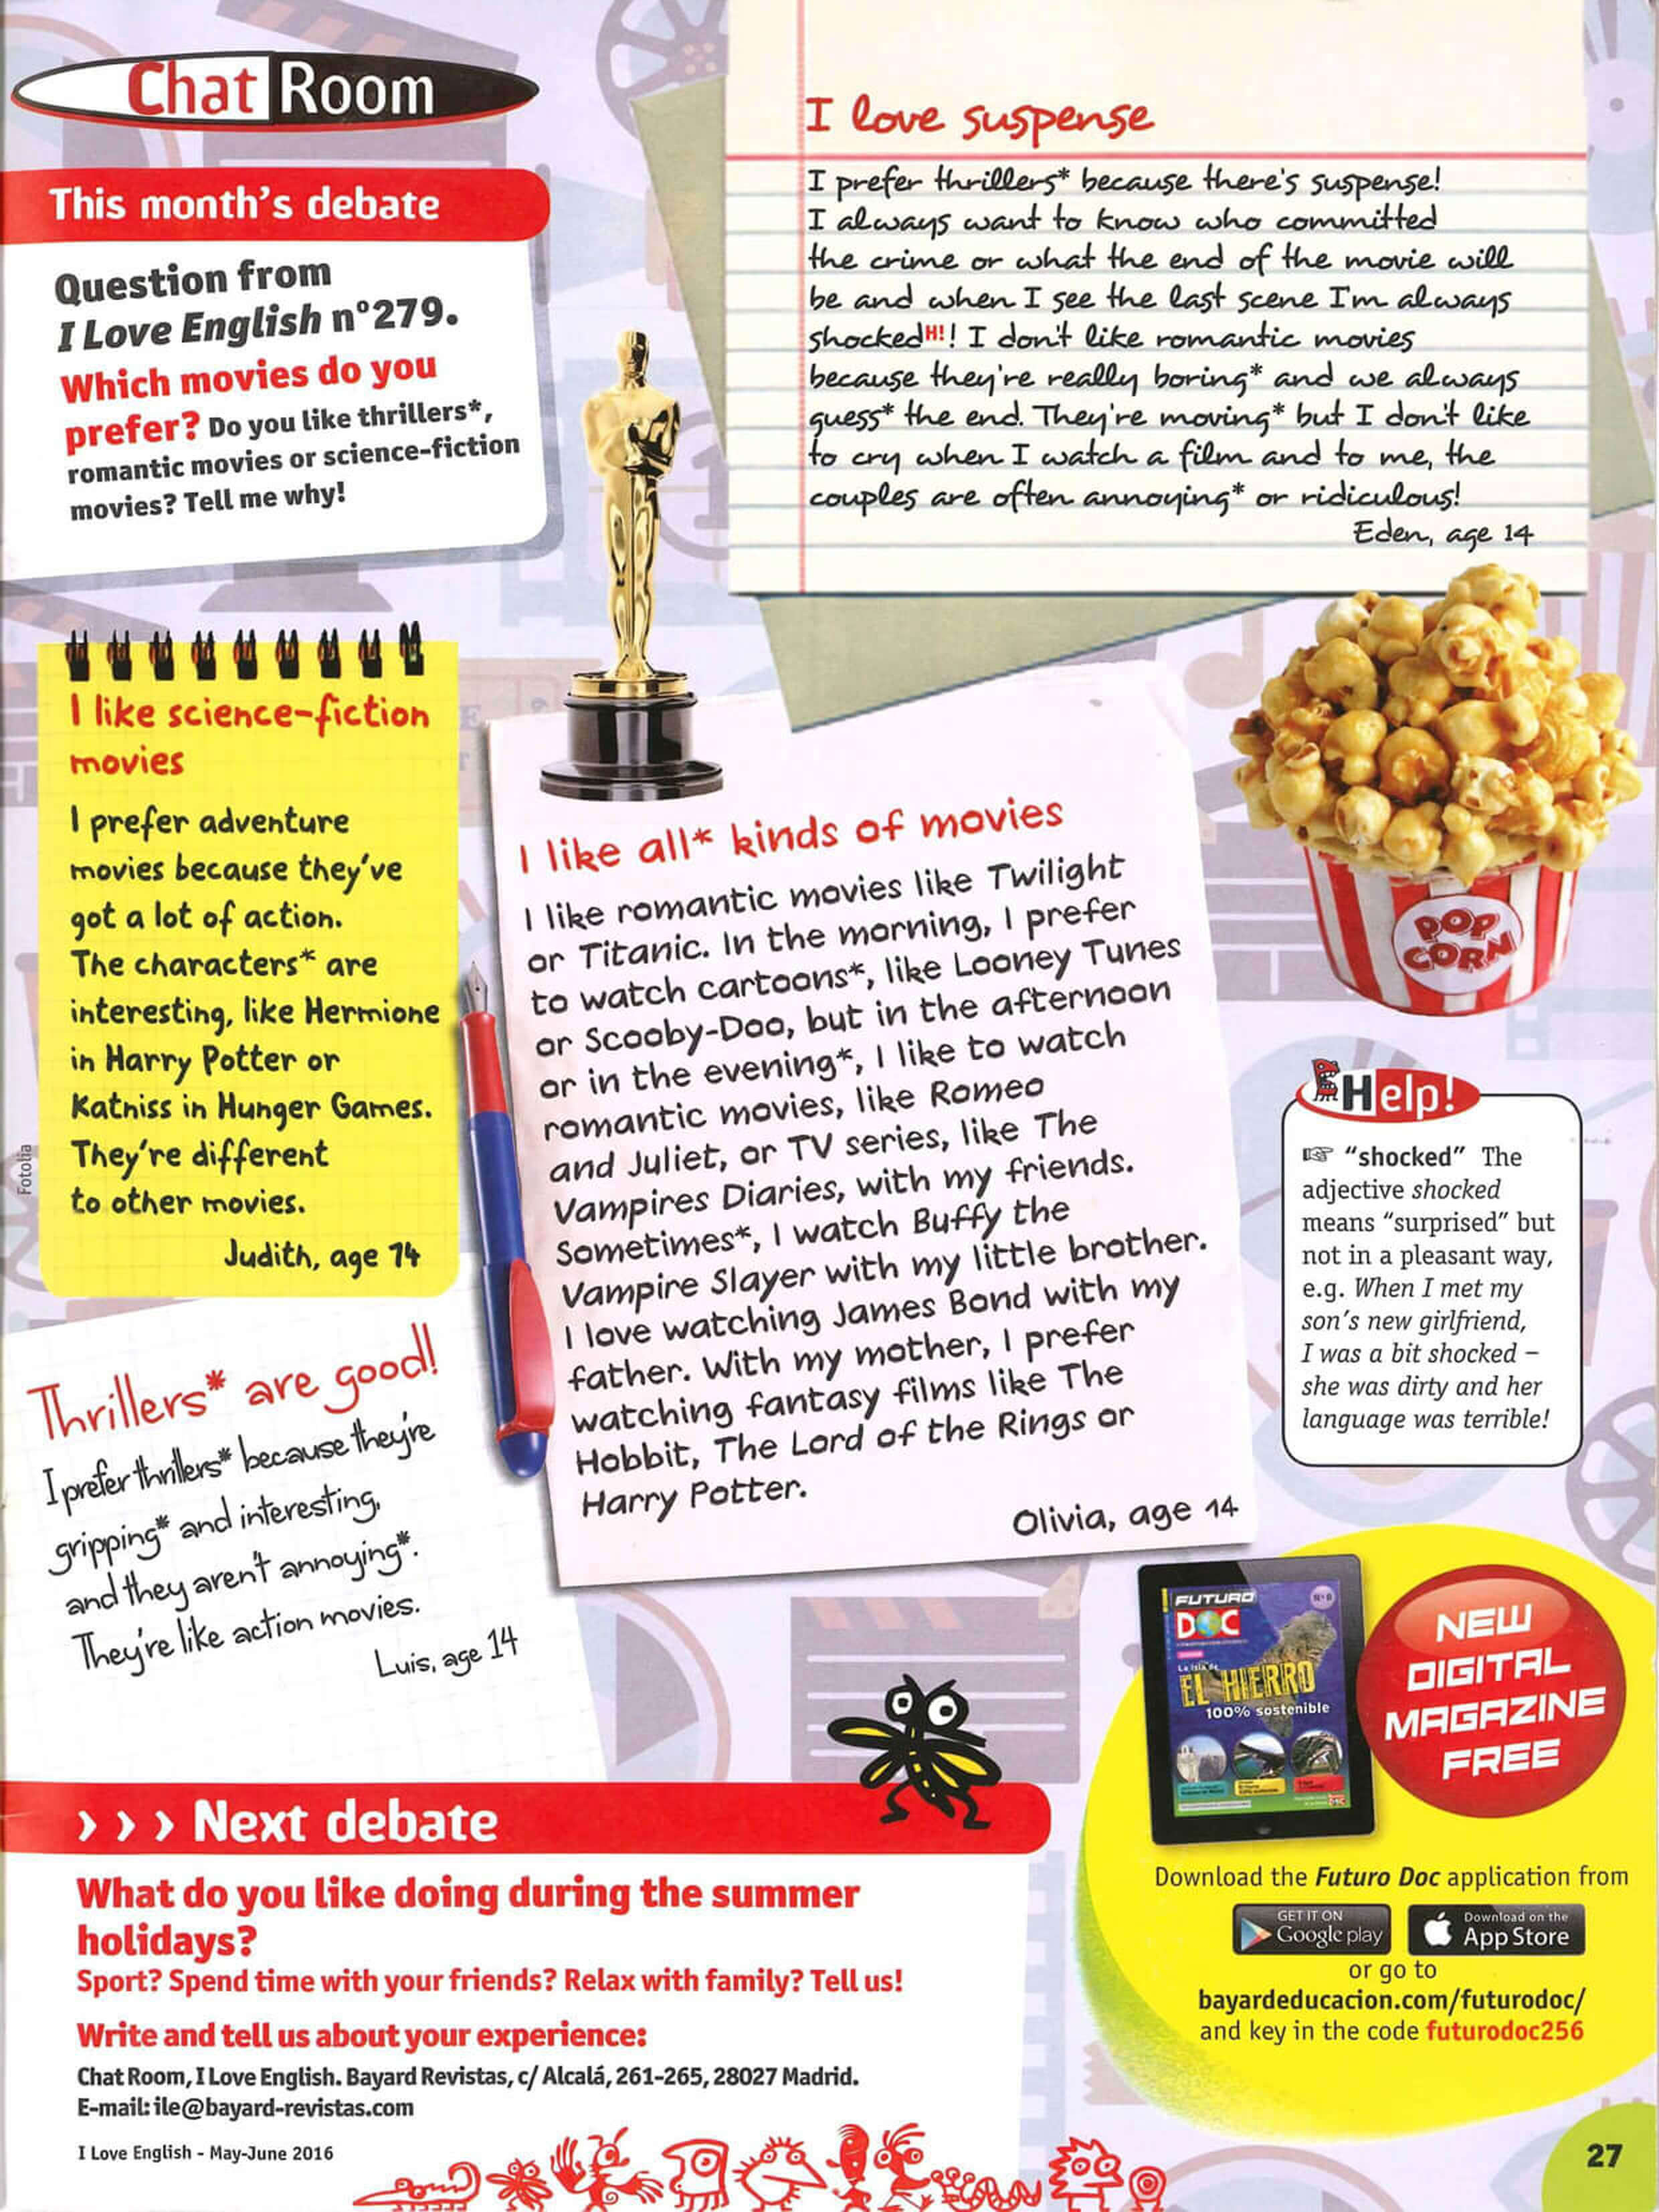 Chat Room
This month's debate
Question from
I Love English nº279.
Which movies do you
prefer? Do you like thrillers*,
romantic movies or science-fiction
movies? Tell me why!
I love suspense
I prefer thrillers* because there's suspense!
I always want to know who committed
the crime or what the end of the movie will
be and when I see the last scene I'm always
shockedH!! I don't like romantic movies
because they're really boring* and we always
guess* the end. They're moving* but I don't like
to cry when I watch a film and to me, the
couples are often annoying* or ridiculous!
Eden, age 14
I like science-fiction
movies
I prefer adventure
movies because they've
got a lot of action.
The characters* are
interesting, like Hermione
in Harry Potter or
Katniss in Hunger Games.
They're different
to other movies.
Judith, age 14
Fotolia
I like all* kinds of movies
I like romantic movies like Twilight
or Titanic. In the morning, I prefer
to watch cartoons*, like Looney Tunes
or Scooby-Doo, but in the afternoon
or in the evening*, I like to watch
romantic movies, like Romeo
and Juliet, or TV series, like The
Vampires Diaries, with my friends.
Sometimes*, I watch Buffy the
Vampire Slayer with my little brother.
I love watching James Bond with my
father. With my mother, I prefer
watching fantasy films like The
Hobbit, The Lord of the Rings or
Harry Potter.
Olivia, age 14
POP
CORN
Help!
☞ "shocked" The
adjective shocked
means "surprised" but
not in a pleasant way,
e.g. When I met my
son's new girlfriend,
I was a bit shocked –
she was dirty and her
language was terrible!
Thrillers* are good!
I prefer thrillers* because they're
gripping* and interesting,
and they aren't annoying*.
They're like action movies.
Luis, age 14
FUTURO
DOC
La isla de
EL HIERRO
100% sostenible
NEW
DIGITAL
MAGAZINE
FREE
Download the Futuro Doc application from
GET IT ON
Google play
Download on the
App Store
or go to
bayardeducacion.com/futurodoc/
and key in the code futurodoc256
› › › Next debate
What do you like doing during the summer
holidays?
Sport? Spend time with your friends? Relax with family? Tell us!
Write and tell us about your experience:
Chat Room, I Love English. Bayard Revistas, c/ Alcalá, 261-265, 28027 Madrid.
E-mail: ile@bayard-revistas.com
I Love English - May-June 2016
27